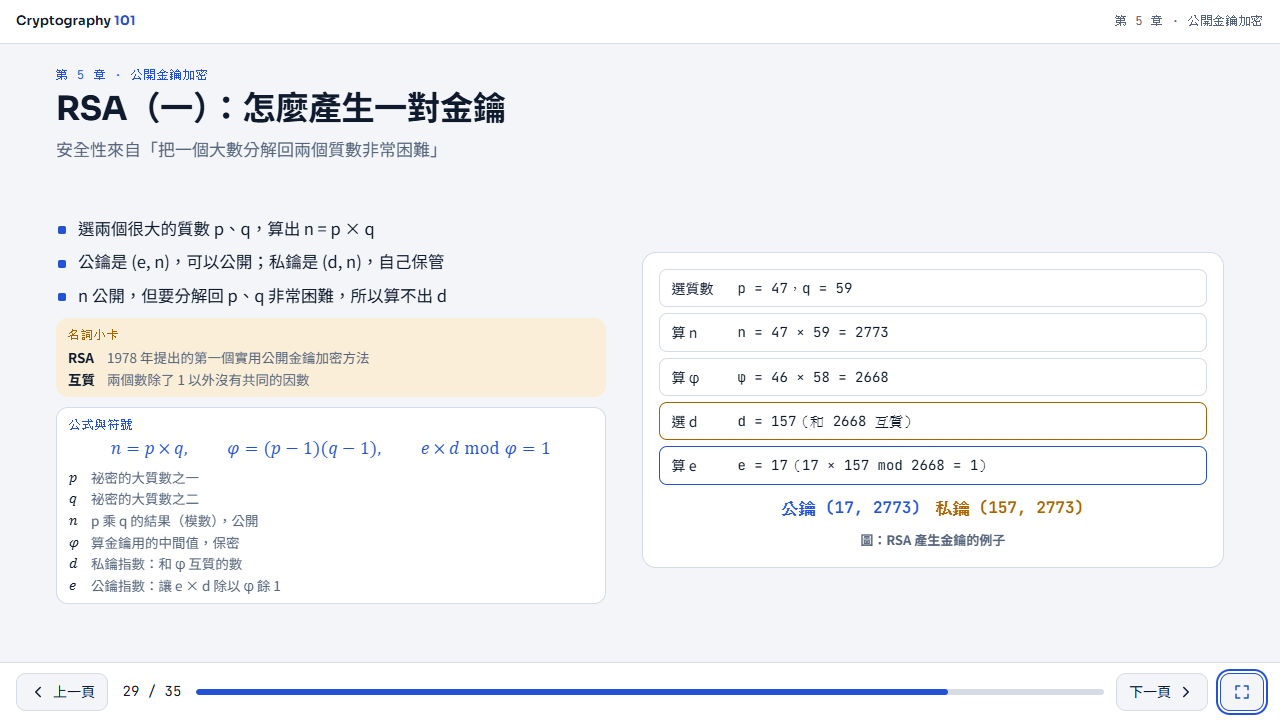 Cryptography 101
第 5 章 · 公開金鑰加密
第 5 章 · 公開金鑰加密
RSA（一）：怎麼產生一對金鑰
安全性來自「把一個大數分解回兩個質數非常困難」
選兩個很大的質數 p、q，算出 n = p × q
公鑰是 (e, n)，可以公開；私鑰是 (d, n)，自己保管
n 公開，但要分解回 p、q 非常困難，所以算不出 d
名詞小卡
RSA 1978 年提出的第一個實用公開金鑰加密方法
互質 兩個數除了 1 以外沒有共同的因數
公式與符號
n = p × q, φ = (p − 1)(q − 1), e × d mod φ = 1
p 祕密的大質數之一
q 祕密的大質數之二
n p 乘 q 的結果（模數），公開
φ 算金鑰用的中間值，保密
d 私鑰指數：和 φ 互質的數
e 公鑰指數：讓 e × d 除以 φ 餘 1
選質數 p = 47，q = 59
算 n n = 47 × 59 = 2773
算 φ φ = 46 × 58 = 2668
選 d d = 157（和 2668 互質）
算 e e = 17（17 × 157 mod 2668 = 1）
公鑰 (17, 2773) 私鑰 (157, 2773)
圖：RSA 產生金鑰的例子
上一頁
29 / 35
下一頁